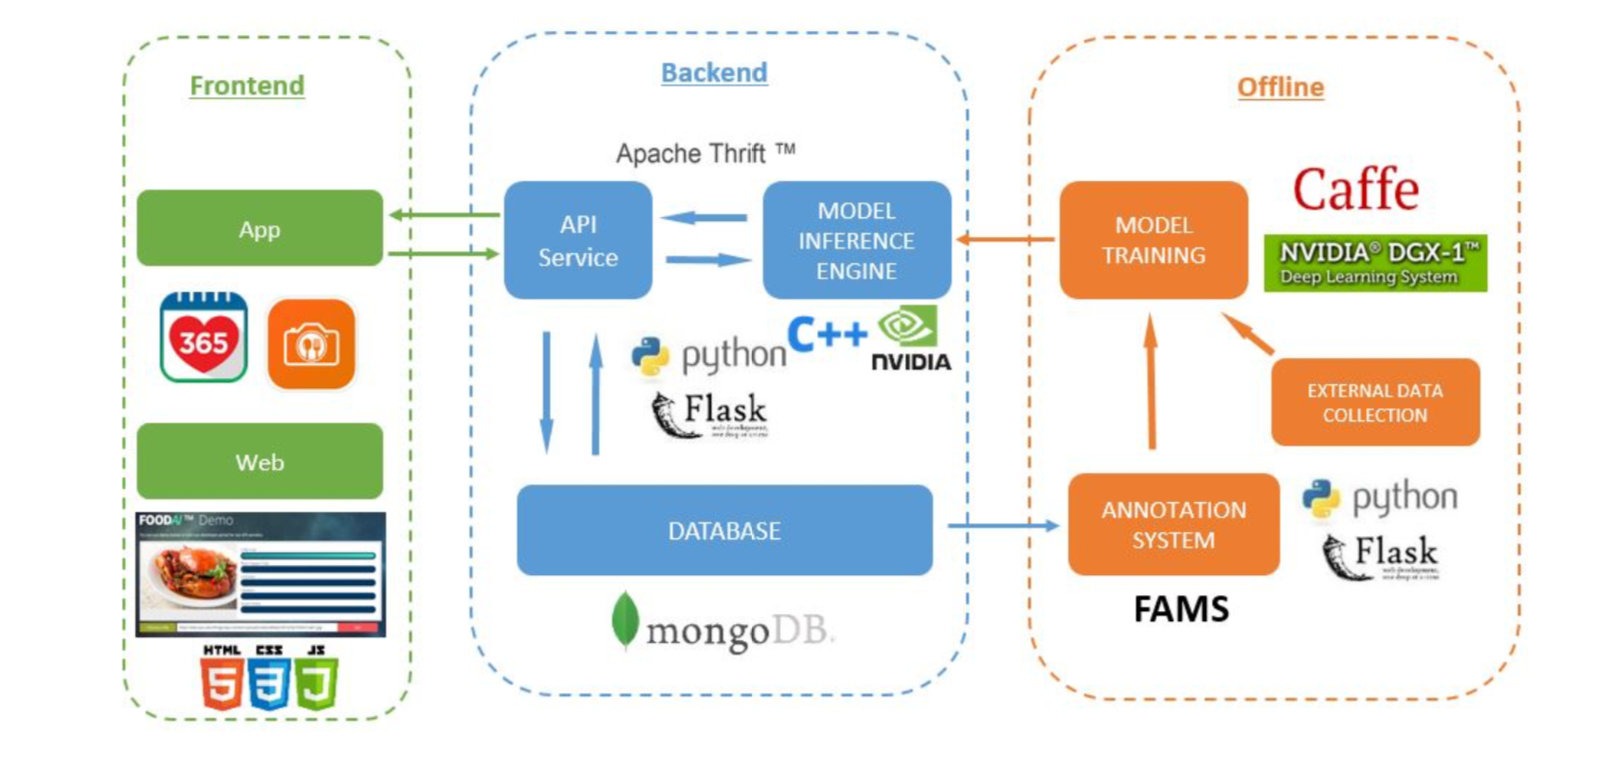 Frontend
App
365
Web
FOODAI™ Demo
HTML CSS JS
5 3
Backend
Apache Thrift ™
API
Service
MODEL
INFERENCE
ENGINE
python
C++
NVIDIA
Flask
web development,
one drop at a time
DATABASE
mongoDB.
Offline
MODEL
TRAINING
Caffe
NVIDIA® DGX-1™
Deep Learning System
EXTERNAL DATA
COLLECTION
ANNOTATION
SYSTEM
FAMS
python
Flask
web development,
one drop at a time